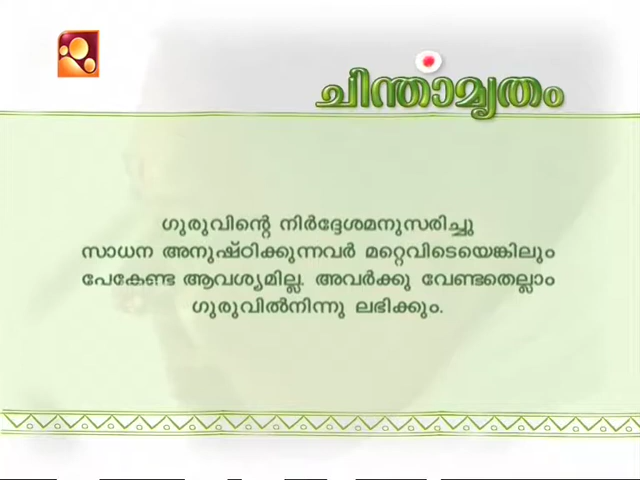 ചിന്താമൃതം
ഗുരുവിന്റെ നിർദ്ദേശമനുസരിച്ചു
സാധന അനുഷ്ഠിക്കുന്നവർ മറ്റെവിടെയെങ്കിലും
പേകേണ്ട ആവശ്യമില്ല. അവർക്കു വേണ്ടതെല്ലാം
ഗുരുവിൽനിന്നു ലഭിക്കും.